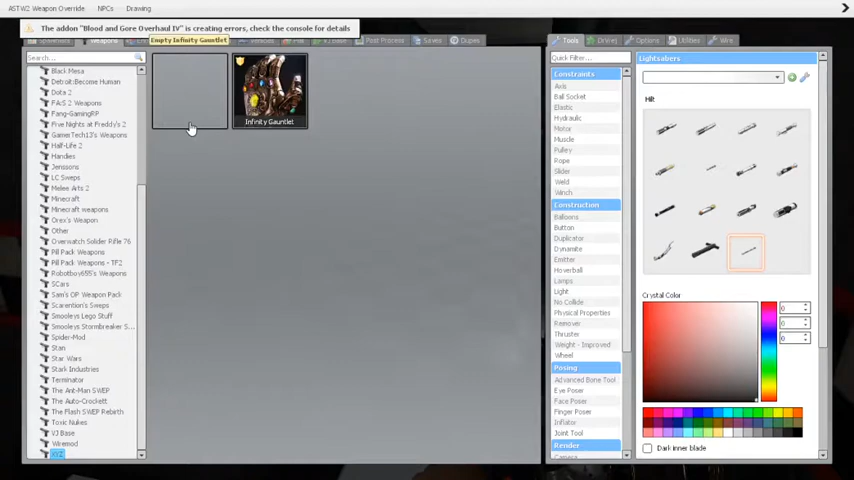 ASTW2 Weapon Override NPCs Drawing
The addon "Blood and Gore Overhaul IV" is creating errors, check the console for details
Empty Infinity Gauntlet
Weapons
Post Process
Saves
Dupes
Search...
Black Mesa
Detroit:Become Human
Dota 2
FA:S 2 Weapons
Fang-GamingRP
Five Nights at Freddy's 2
GamerTech13's Weapons
Half-Life 2
Handies
Jenssons
LC Sweps
Melee Arts 2
Minecraft
Minecraft weapons
Orex's Weapon
Other
Overwatch Soldier Rifle 76
Pill Pack Weapons
Pill Pack Weapons - TF2
Robotboy655's Weapons
SCars
Sam's OP Weapon Pack
Scarention's Sweps
Smooleys Lego Stuff
Smooleys Stormbreaker S...
Spider-Mod
Stan
Star Wars
Stark Industries
Terminator
The Ant-Man SWEP
The Auto-Crockett
The Flash SWEP Rebirth
Toxic Nukes
VJ Base
Wiremod
XYZ
Infinity Gauntlet
Tools
Options
Utilities
Wire
Quick Filter...
Constraints
Axis
Ball Socket
Elastic
Hydraulic
Motor
Muscle
Pulley
Rope
Slider
Weld
Winch
Construction
Balloons
Button
Duplicator
Dynamite
Emitter
Hoverball
Lamps
Light
No Collide
Physical Properties
Remover
Thruster
Weight - Improved
Wheel
Posing
Advanced Bone Tool
Eye Poser
Face Poser
Finger Poser
Inflator
Joint Tool
Render
Camera
Lightsabers
Hilt
Crystal Color
0
0
0
Dark inner blade